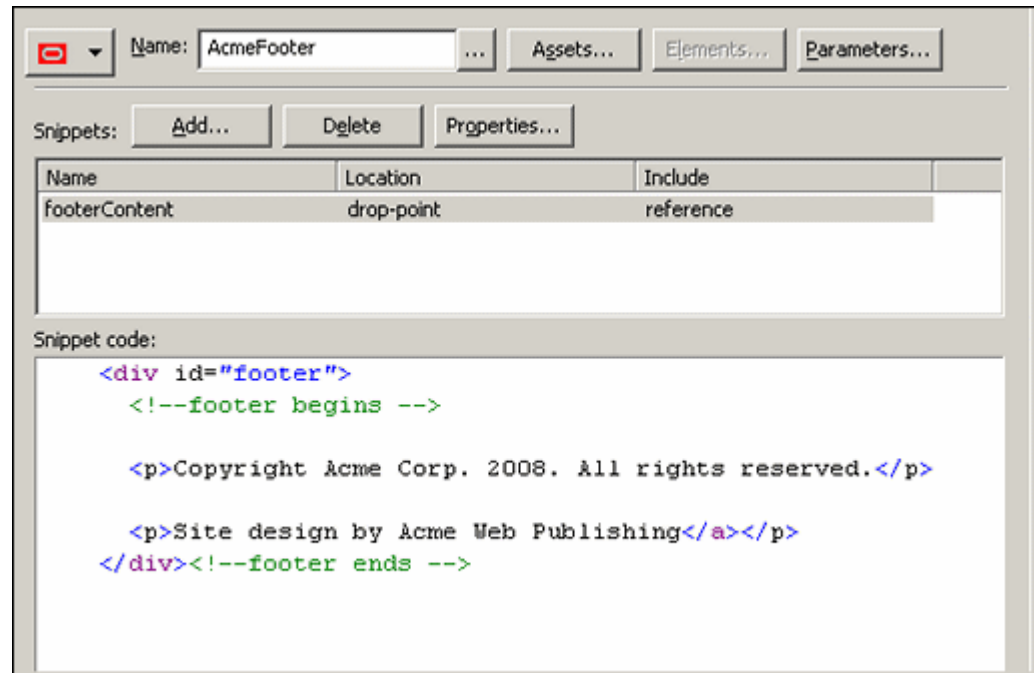 Name: AcmeFooter ... Assets... Elements... Parameters...
Snippets: Add... Delete Properties...
Name Location Include
footerContent drop-point reference
Snippet code:
<div id="footer">
<!--footer begins -->
<p>Copyright Acme Corp. 2008. All rights reserved.</p>
<p>Site design by Acme Web Publishing</a></p>
</div><!--footer ends -->